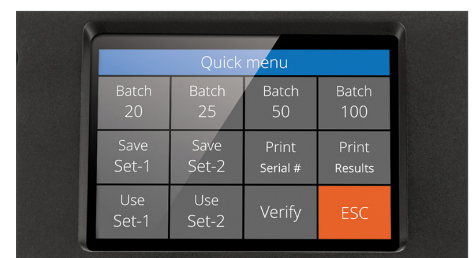 Quick menu
Batch Batch Batch Batch
20 25 50 100
Save Save Print Print
Set-1 Set-2 Serial # Results
Use Use Verify ESC
Set-1 Set-2